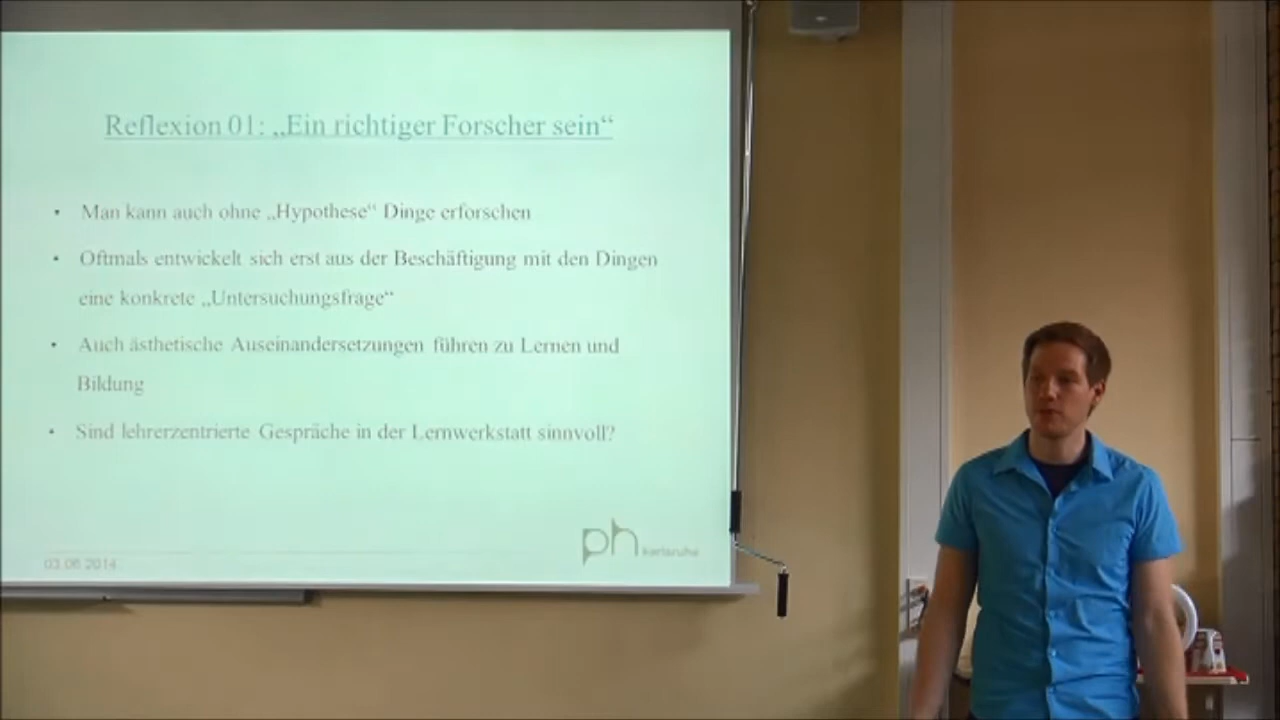 Reflexion 01: „Ein richtiger Forscher sein“
• Man kann auch ohne „Hypothese“ Dinge erforschen
• Oftmals entwickelt sich erst aus der Beschäftigung mit den Dingen
eine konkrete „Untersuchungsfrage“
• Auch ästhetische Auseinandersetzungen führen zu Lernen und
Bildung
• Sind lehrerzentrierte Gespräche in der Lernwerkstatt sinnvoll?
ph karlsruhe
03.06.2014